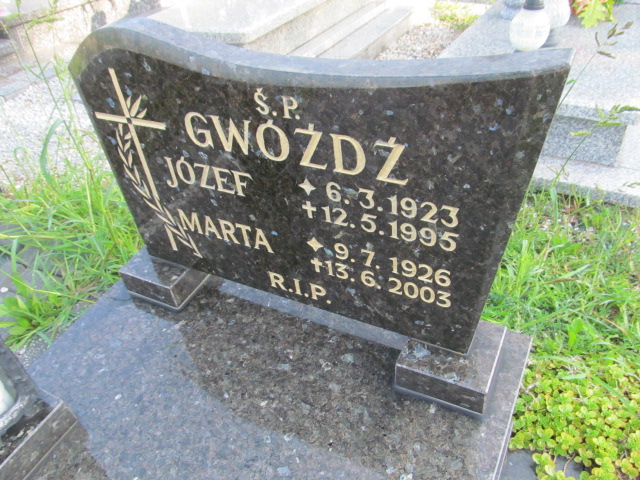 Ś.P.
GWÓŹDŹ
JÓZEF ✦ 6.3.1923
✝ 12.5.1995
MARTA ✦ 9.7.1926
✝ 13.6.2003
R.I.P.